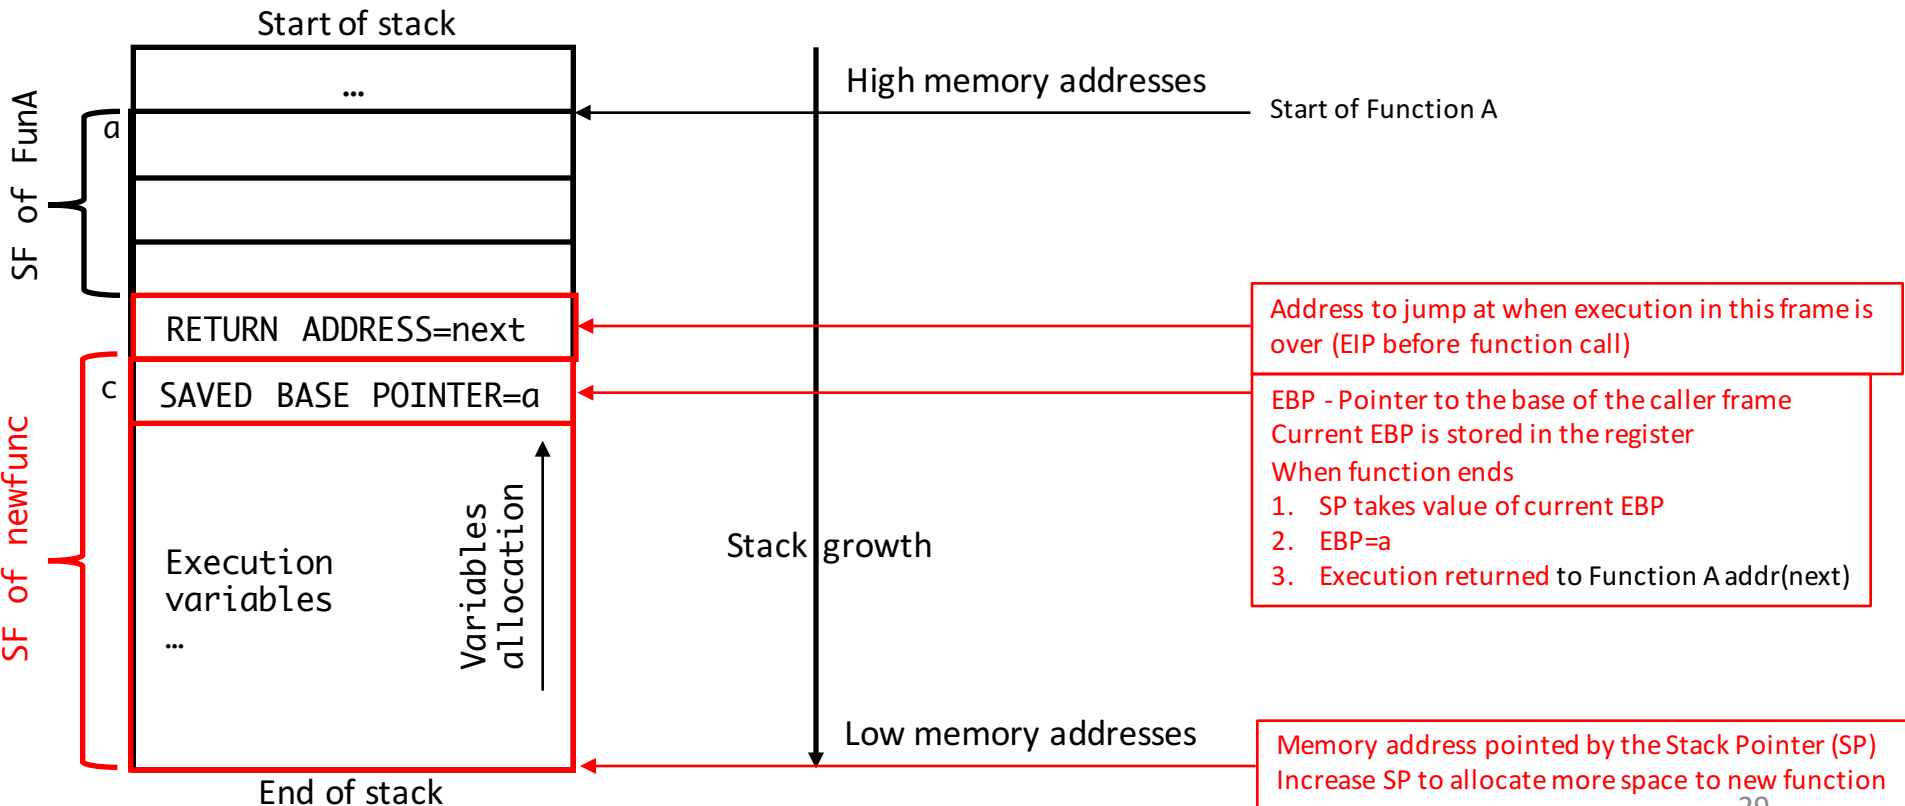 Start of stack
…
High memory addresses
Start of Function A
SF of FunA
a
RETURN ADDRESS=next
Address to jump at when execution in this frame is
over (EIP before function call)
c
SAVED BASE POINTER=a
EBP - Pointer to the base of the caller frame
Current EBP is stored in the register
When function ends
1. SP takes value of current EBP
2. EBP=a
3. Execution returned to Function A addr(next)
SF of newfunc
Execution
variables
…
Variables
allocation
Stack growth
Low memory addresses
Memory address pointed by the Stack Pointer (SP)
Increase SP to allocate more space to new function
End of stack
29